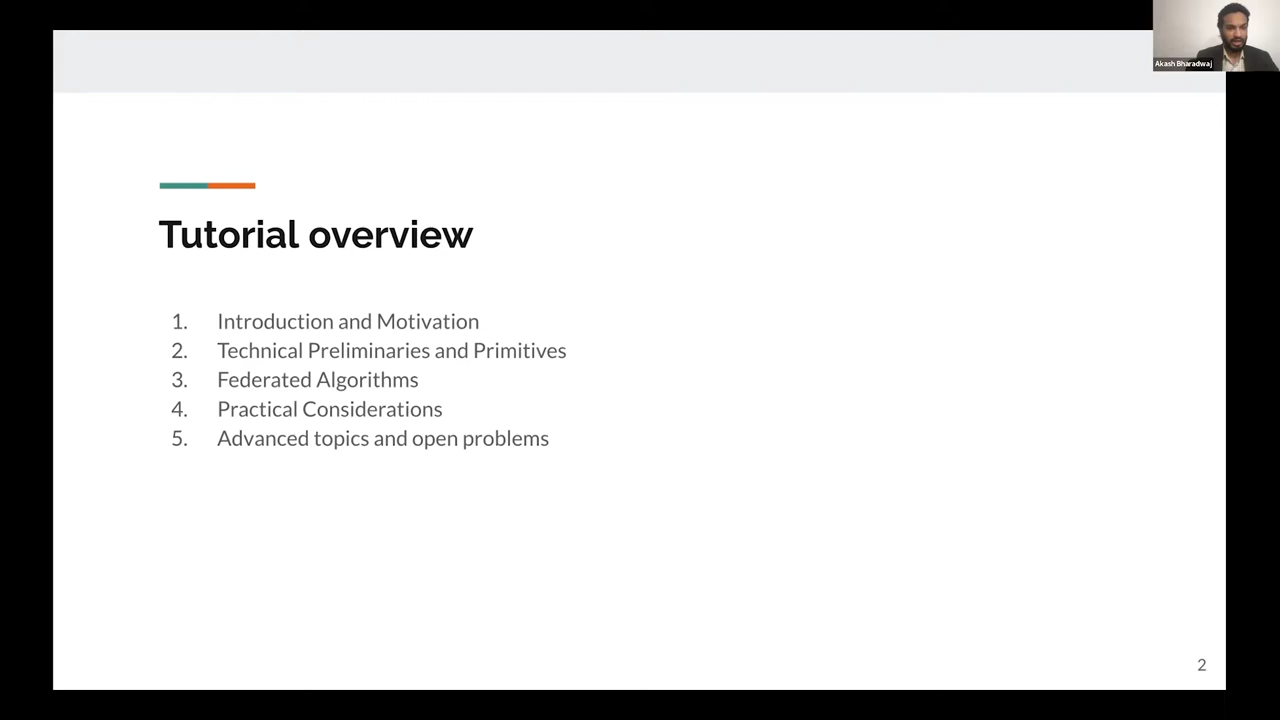 Akash Bharadwaj
Tutorial overview
1. Introduction and Motivation
2. Technical Preliminaries and Primitives
3. Federated Algorithms
4. Practical Considerations
5. Advanced topics and open problems
2